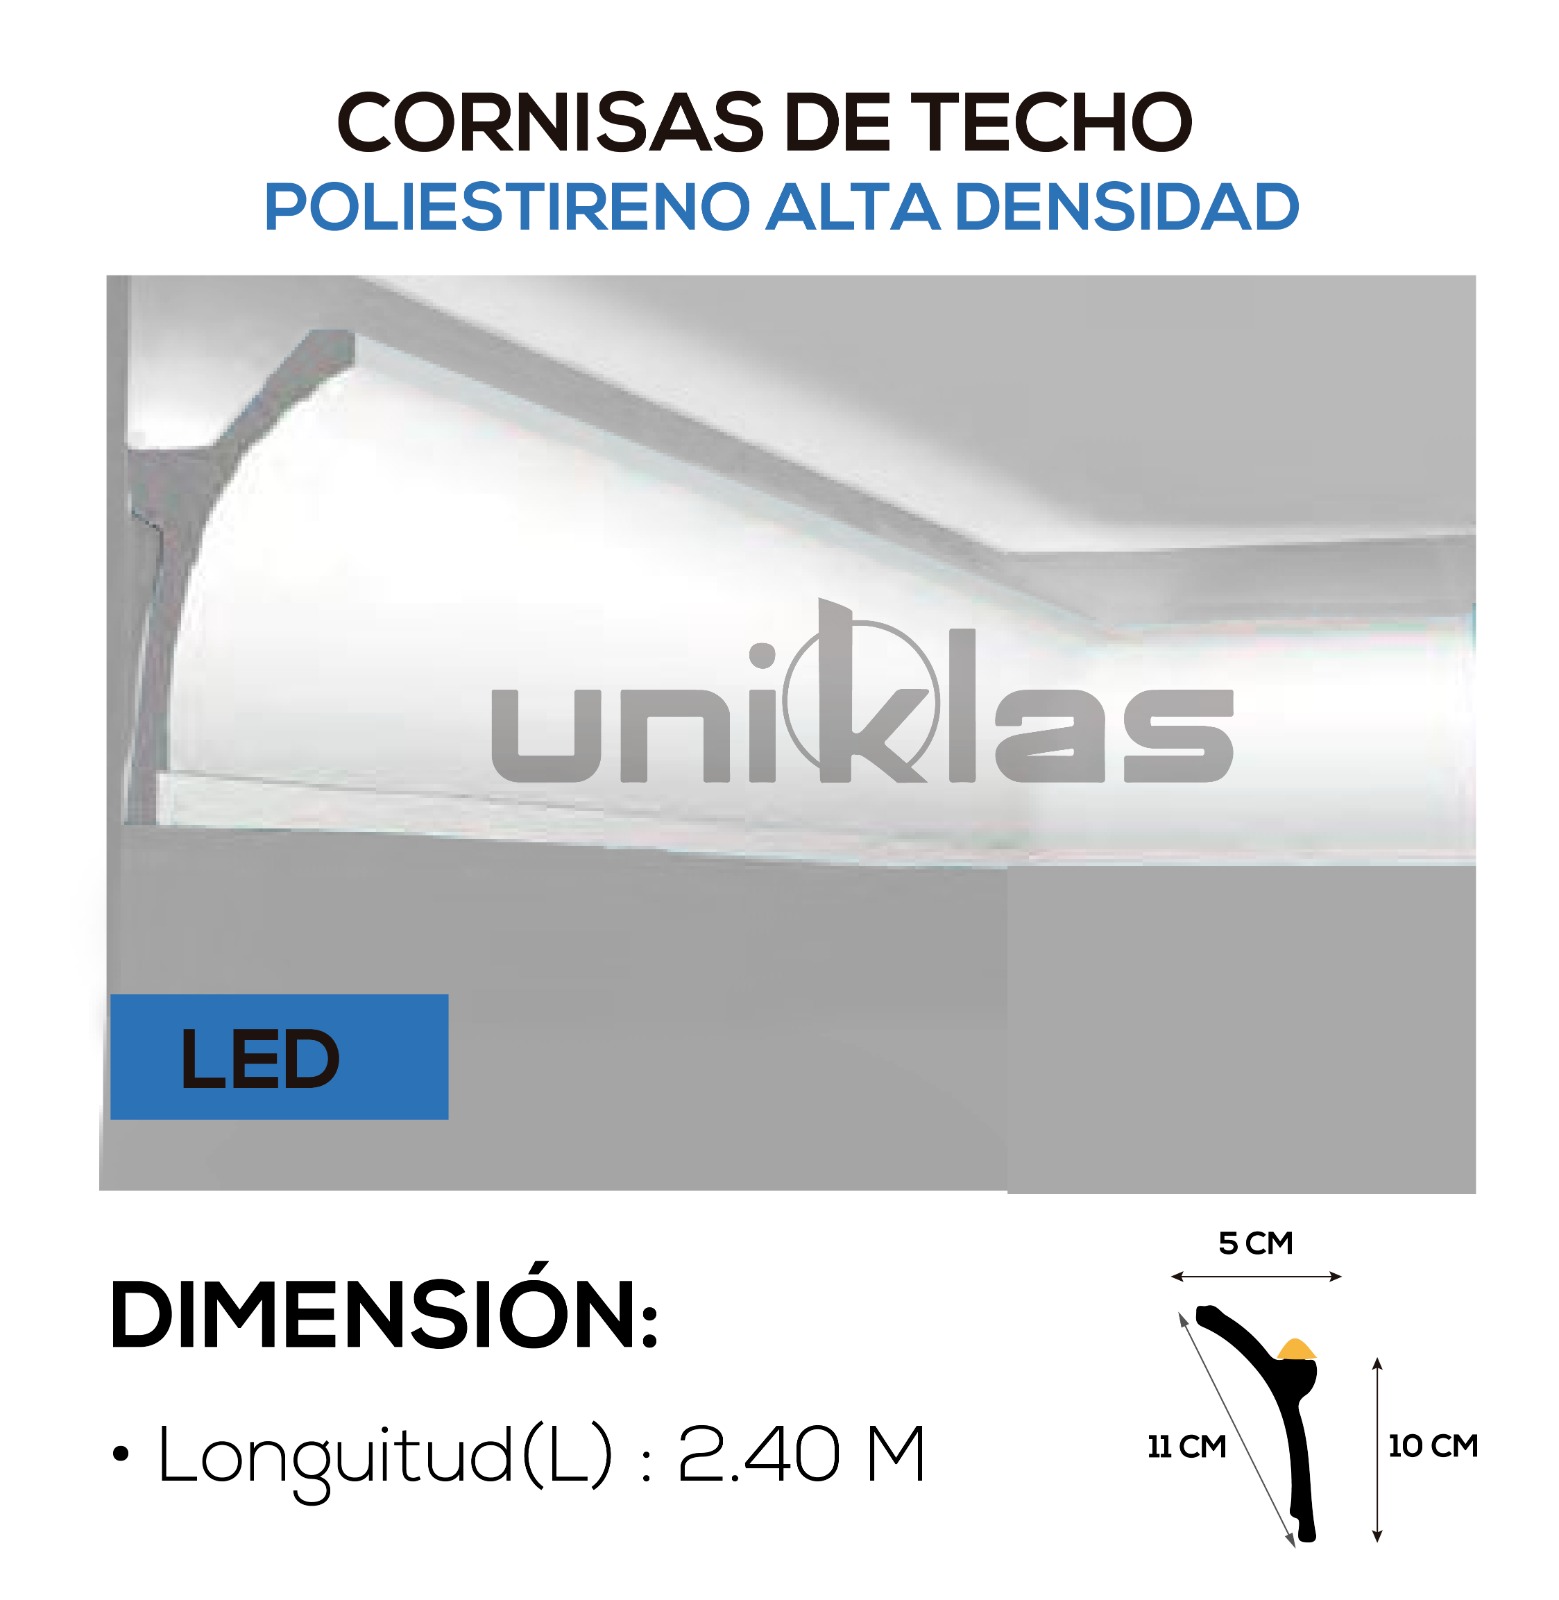 CORNISAS DE TECHO
POLIESTIRENO ALTA DENSIDAD
uniklas
LED
5 CM
DIMENSIÓN:
11 CM
10 CM
• Longuitud(L) : 2.40 M